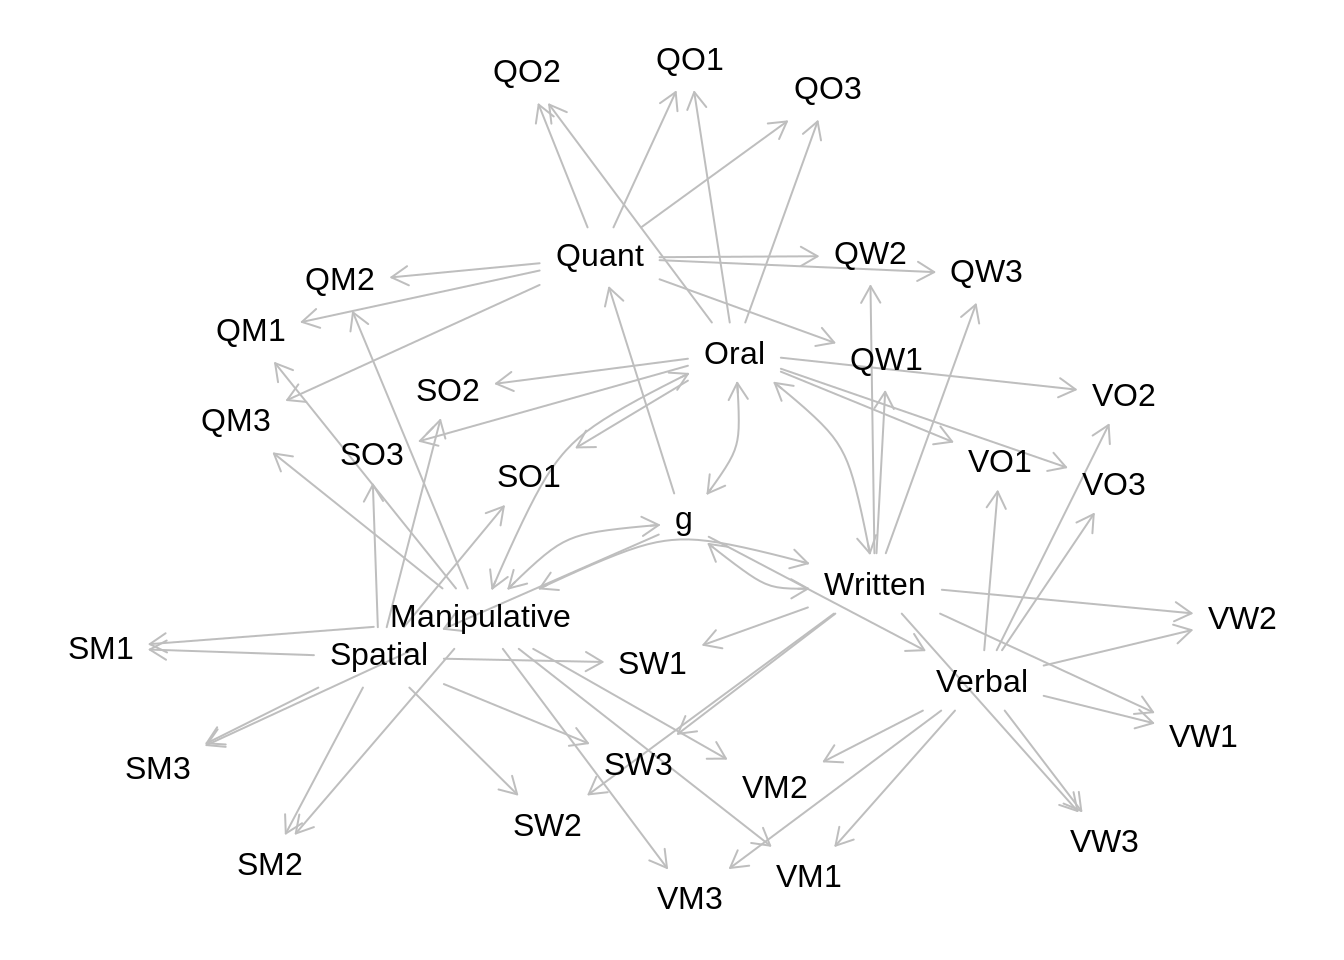 QO1
QO2
QO3
Quant
QW2
QW3
QM2
QM1
Oral
QW1
SO2
VO2
QM3
SO3
VO1
SO1
VO3
g
Written
Manipulative
VW2
SM1
Spatial
SW1
Verbal
VW1
SM3
SW3
VM2
SW2
VW3
SM2
VM1
VM3